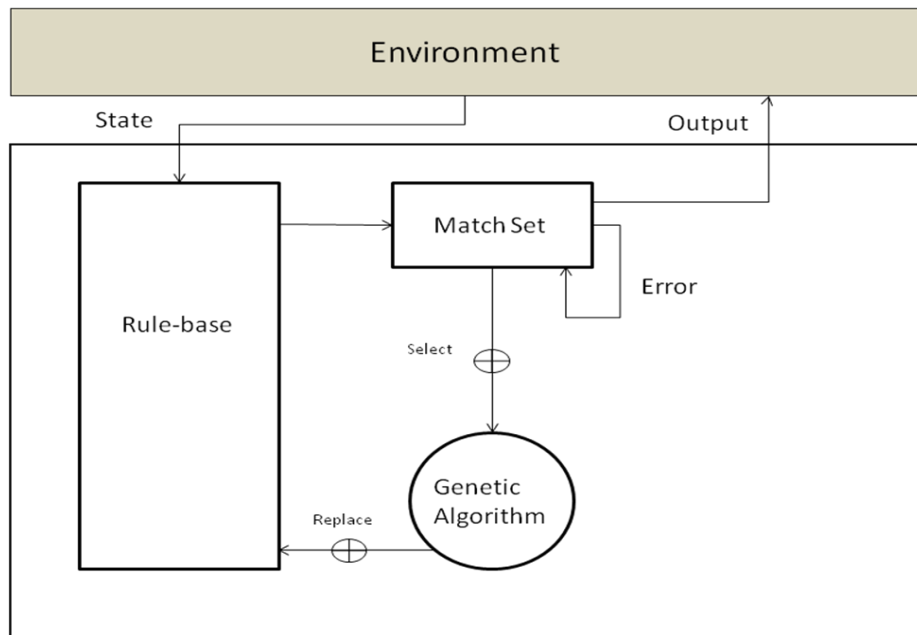 Environment
State
Output
Match Set
Error
Rule-base
Select
Genetic
Algorithm
Replace